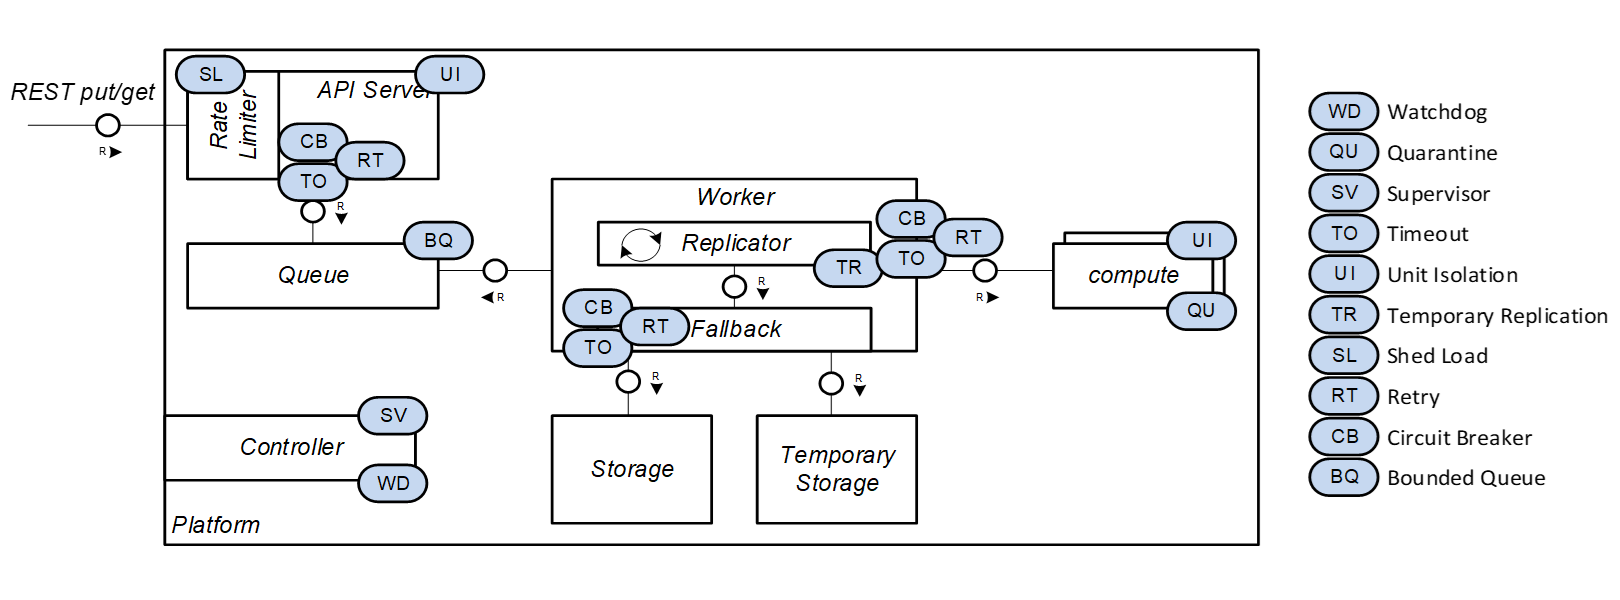 REST put/get
R
SL
Rate
Limiter
API Server
UI
CB
RT
TO
R
BQ
Queue
R
Worker
Replicator
TR
CB
RT
TO
R
R
compute
UI
QU
CB
RT
TO
Fallback
R
R
Storage
Temporary
Storage
Controller
SV
WD
Platform
WD Watchdog
QU Quarantine
SV Supervisor
TO Timeout
UI Unit Isolation
TR Temporary Replication
SL Shed Load
RT Retry
CB Circuit Breaker
BQ Bounded Queue